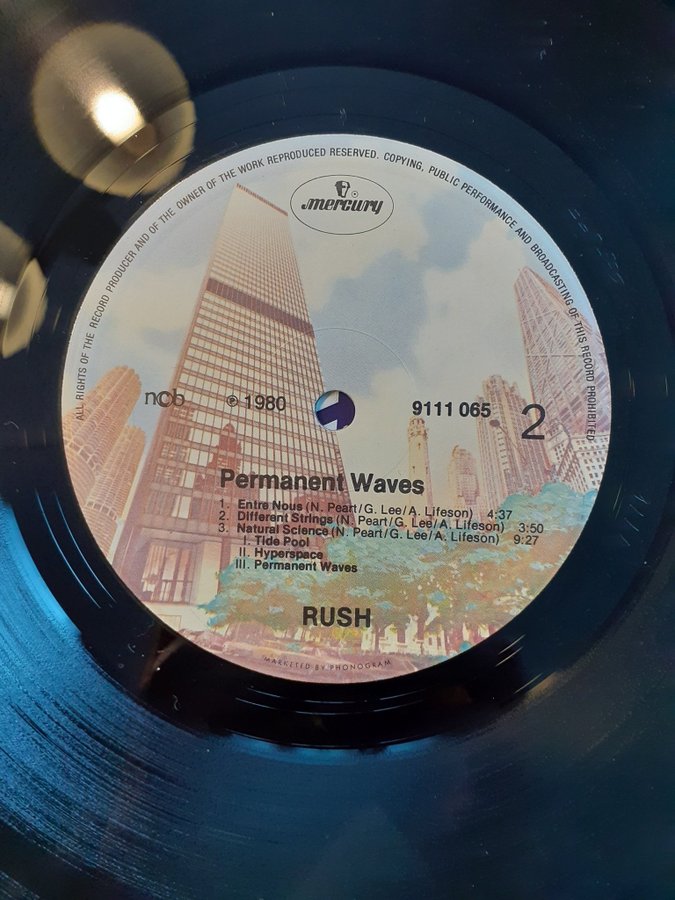 ALL RIGHTS OF THE RECORD PRODUCER AND OF THE OWNER OF THE WORK REPRODUCED RESERVED. COPYING, PUBLIC PERFORMANCE AND BROADCASTING OF THIS RECORD PROHIBITED
mercury
ncb ℗ 1980 9111 065 2
Permanent Waves
1. Entre Nous (N. Peart/G. Lee/A. Lifeson) 4:37
2. Different Strings (N. Peart/G. Lee/A. Lifeson) 3:50
3. Natural Science (N. Peart/G. Lee/A. Lifeson) 9:27
I. Tide Pool
II. Hyperspace
III. Permanent Waves
RUSH
MARKETED BY PHONOGRAM